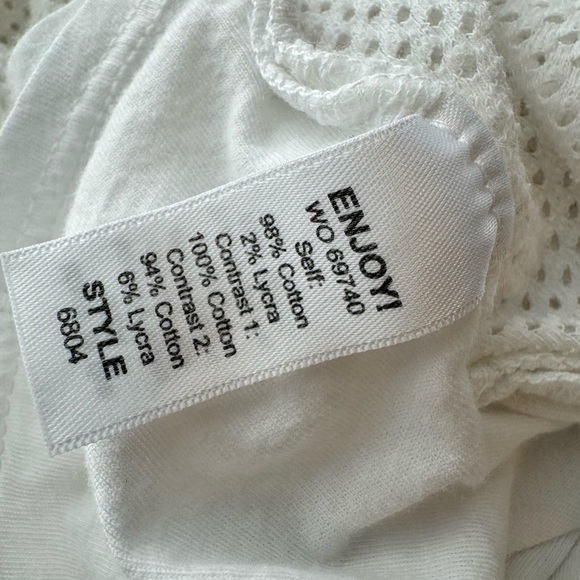 ENJOY!
WO 69740
Self:
98% Cotton
2% Lycra
Contrast 1:
100% Cotton
Contrast 2:
94% Cotton
6% Lycra
STYLE
6804